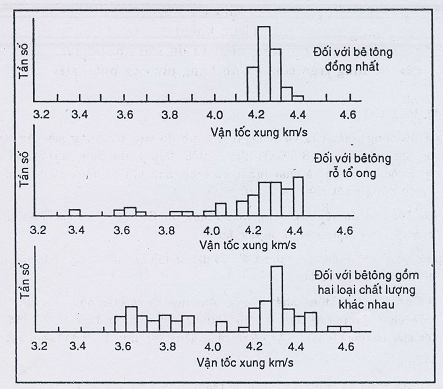 Tần số
Đối với bê tông
đồng nhất
3.2 3.4 3.6 3.8 4.0 4.2 4.4 4.6
Vận tốc xung km/s
Tần số
Đối với bêtông
rỗ tổ ong
3.2 3.4 3.6 3.8 4.0 4.2 4.4 4.6
Vận tốc xung km/s
Tần số
Đối với bêtông gồm
hai loại chất lượng
khác nhau
3.2 3.4 3.6 3.8 4.0 4.2 4.4 4.6
Vận tốc xung km/s